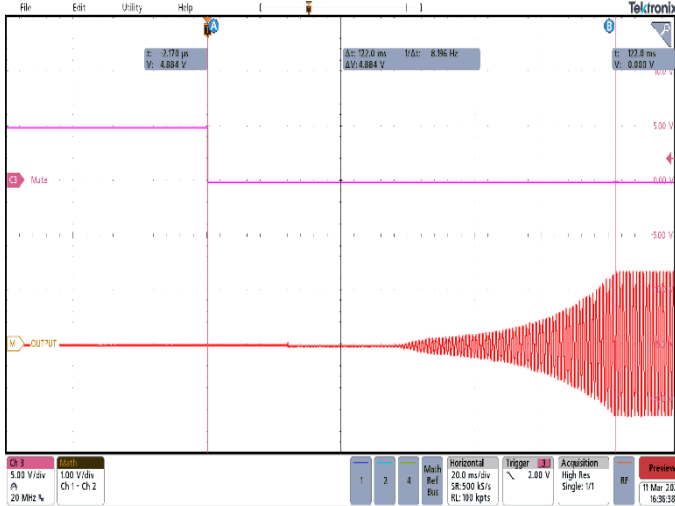 File Edit Utility Help [ ] Tektronix
A B
t: -2.170 µs
V: 4.884 V
Δt: 122.0 ms 1/Δt: 8.196 Hz
ΔV: 4.884 V
t: 122.0 ms
V: 0.000 V
5.00 V
C3 Mute 0.00 V
-5.00 V
M OUTPUT
Ch 3
5.00 V/div
20 MHz
Math
1.00 V/div
Ch 1 - Ch 2
1
2
4
Math
Ref
Bus
Horizontal
20.0 ms/div
SR: 500 kS/s
RL: 100 kpts
Trigger 3
2.00 V
Acquisition
High Res
Single: 1/1
RF
Preview
11 Mar
16:36:38